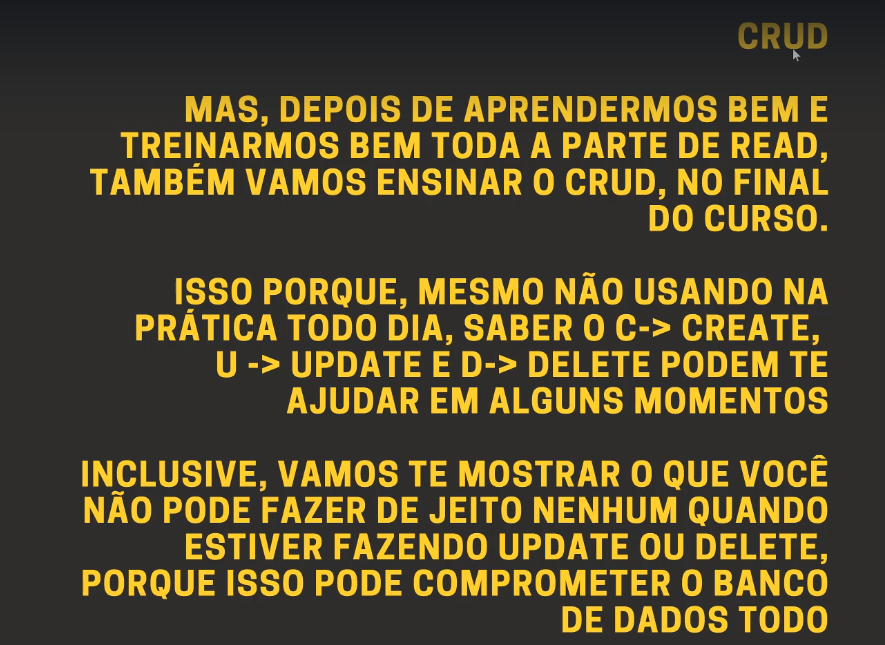 CRUD
MAS, DEPOIS DE APRENDERMOS BEM E
TREINARMOS BEM TODA A PARTE DE READ,
TAMBÉM VAMOS ENSINAR O CRUD, NO FINAL
DO CURSO.
ISSO PORQUE, MESMO NÃO USANDO NA
PRÁTICA TODO DIA, SABER O C-> CREATE,
U -> UPDATE E D-> DELETE PODEM TE
AJUDAR EM ALGUNS MOMENTOS
INCLUSIVE, VAMOS TE MOSTRAR O QUE VOCÊ
NÃO PODE FAZER DE JEITO NENHUM QUANDO
ESTIVER FAZENDO UPDATE OU DELETE,
PORQUE ISSO PODE COMPROMETER O BANCO
DE DADOS TODO